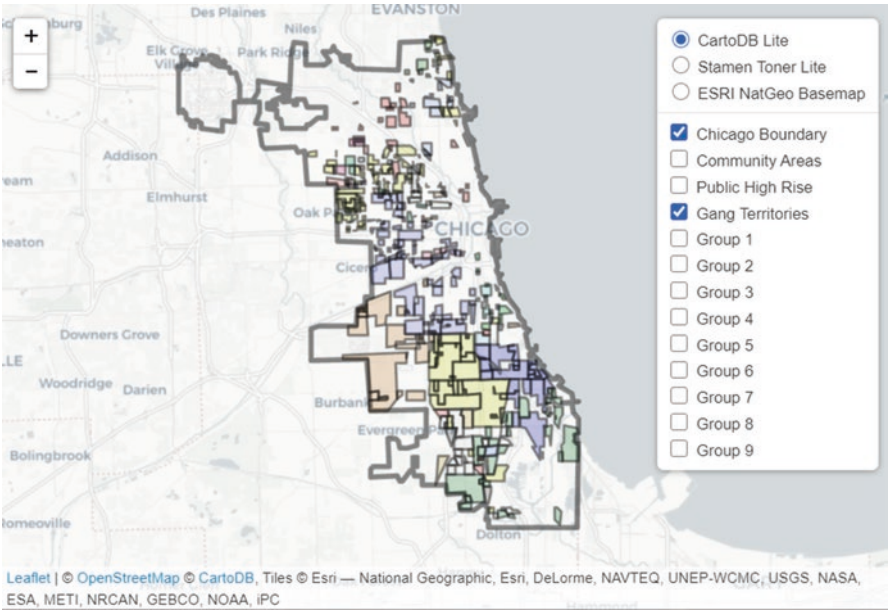 EVANSTON
Des Plaines
Niles
+
Elk Grove
Village
Park Ridge
−
Addison
Elmhurst
Oak Pa
CHICAGO
Cicer
Downers Grove
Woodridge
Darien
Burbank
Evergreen Pa
Bolingbrook
Dolton
CartoDB Lite
Stamen Toner Lite
ESRI NatGeo Basemap
Chicago Boundary
Community Areas
Public High Rise
Gang Territories
Group 1
Group 2
Group 3
Group 4
Group 5
Group 6
Group 7
Group 8
Group 9
Leaflet | © OpenStreetMap © CartoDB, Tiles © Esri — National Geographic, Esri, DeLorme, NAVTEQ, UNEP-WCMC, USGS, NASA,
ESA, METI, NRCAN, GEBCO, NOAA, iPC
Hammond